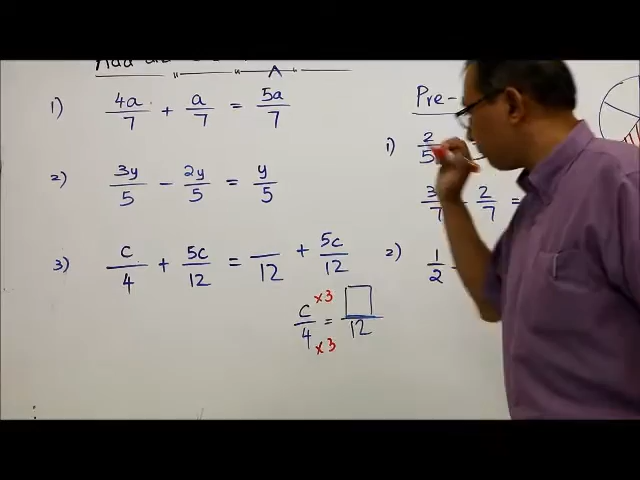 Add
1) 4a/7 + a/7 = 5a/7
2) 3y/5 - 2y/5 = y/5
3) c/4 + 5c/12 = /12 + 5c/12
c/4 = □/12
×3
×3
Pre-
1) 2/5
3/7 2/7 =
2) 1/2